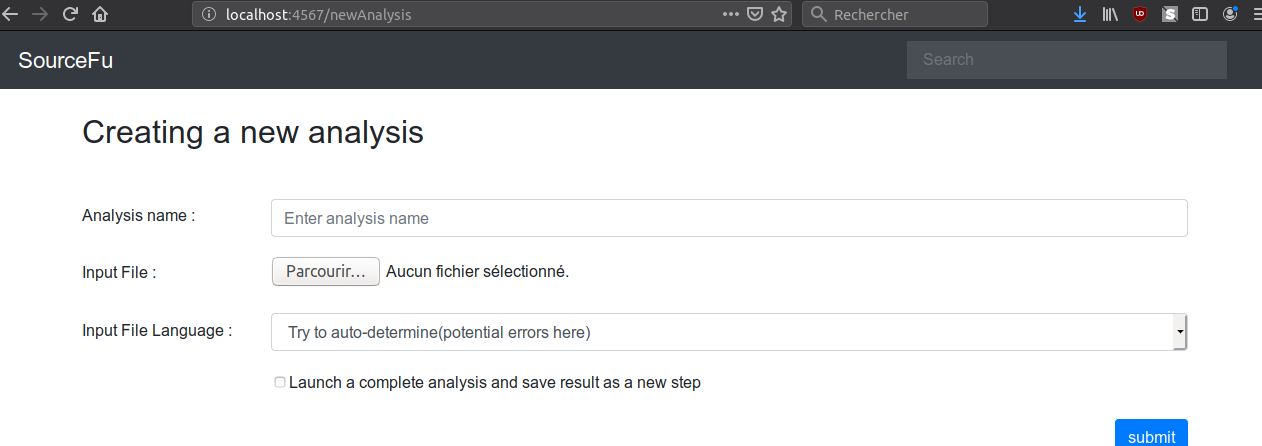 localhost:4567/newAnalysis
Rechercher
SourceFu
Search
Creating a new analysis
Analysis name :
Enter analysis name
Input File :
Parcourir… Aucun fichier sélectionné.
Input File Language :
Try to auto-determine(potential errors here)
Launch a complete analysis and save result as a new step
submit